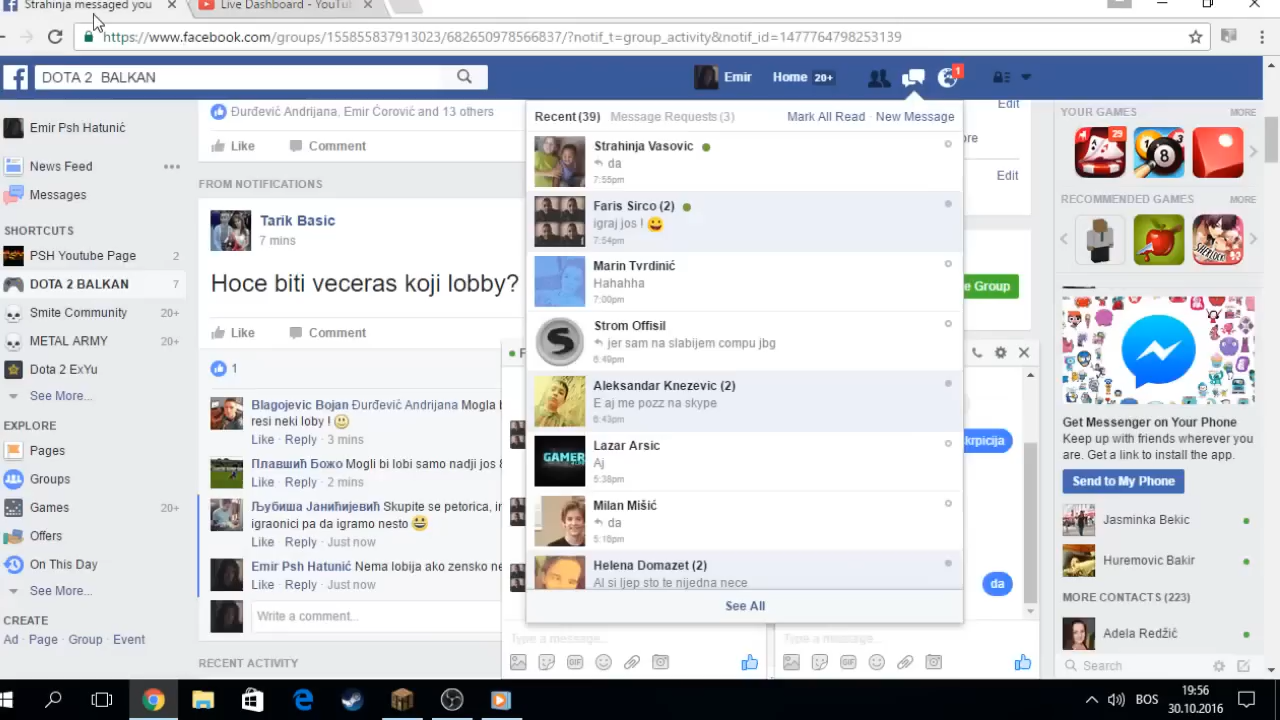 Strahinja messaged you
Live Dashboard - YouTu
https://www.facebook.com/groups/155855837913023/682650978566837/?notif_t=group_activity&notif_id=1477764798253139
DOTA 2 BALKAN
Emir
Home 20+
1
Emir Psh Hatunić
News Feed
Messages
SHORTCUTS
PSH Youtube Page 2
DOTA 2 BALKAN 7
Smite Community 20+
METAL ARMY 20+
Dota 2 ExYu
See More...
EXPLORE
Pages
Groups
Games 20+
Offers
On This Day
See More...
CREATE
Ad · Page · Group · Event
Đurđević Andrijana, Emir Ćorović and 13 others
Like Comment
FROM NOTIFICATIONS
Tarik Basic
7 mins
Hoce biti veceras koji lobby?
Like Comment
1
Blagojevic Bojan Đurđević Andrijana Mogla
resi neki loby !
Like · Reply · 3 mins
Плавшић Божо Mogli bi lobi samo nadji jos
Like · Reply · 2 mins
Љубиша Јанићијевић Skupite se petorica,
igraonici pa da igramo nesto
Like · Reply · Just now
Emir Psh Hatunić Nema lobija ako zensko
Like · Reply · Just now
Write a comment...
RECENT ACTIVITY
Recent (39) Message Requests (3) Mark All Read · New Message
Strahinja Vasovic
da
7:55pm
Faris Sirco (2)
igraj jos !
7:54pm
Marin Tvrdinić
Hahahha
7:00pm
Strom Offisil
jer sam na slabijem compu jbg
6:49pm
Aleksandar Knezevic (2)
E aj me pozz na skype
6:43pm
Lazar Arsic
Aj
5:38pm
GAMER
Milan Mišić
da
5:18pm
Helena Domazet (2)
Al si ljep sto te nijedna nece
See All
Edit
Edit
Group
krpicija
da
Type a message...
Type a message...
GIF
GIF
YOUR GAMES MORE
29
8
RECOMMENDED GAMES MORE
Get Messenger on Your Phone
Keep up with friends wherever you
are. Get a link to install the app.
Send to My Phone
Jasminka Bekic
Huremovic Bakir
MORE CONTACTS (223)
Adela Redžić
Search
BOS
19:56
30.10.2016